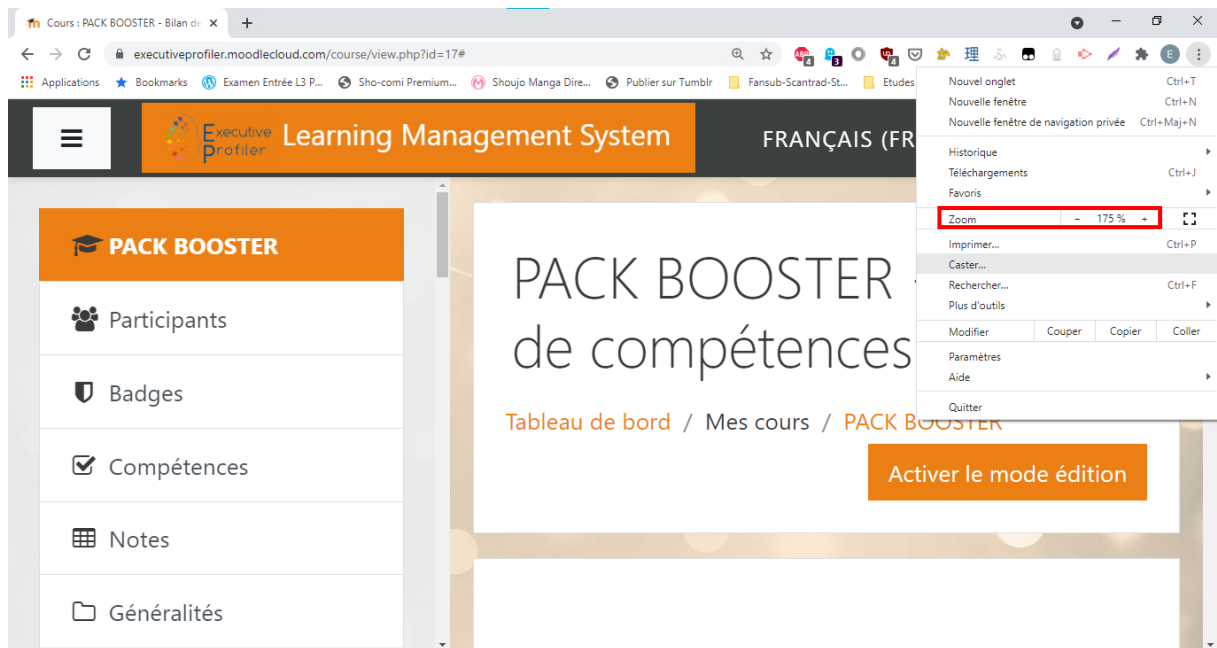 Cours : PACK BOOSTER - Bilan de
executiveprofiler.moodlecloud.com/course/view.php?id=17#
4
3
4
理
E
Applications
Bookmarks
Examen Entrée L3 P...
Sho-comi Premium...
Shoujo Manga Dire...
Publier sur Tumblr
Fansub-Scantrad-St...
Etudes
Executive Profiler
Learning Management System
FRANÇAIS (FR
Nouvel onglet Ctrl+T
Nouvelle fenêtre Ctrl+N
Nouvelle fenêtre de navigation privée Ctrl+Maj+N
Historique
Téléchargements Ctrl+J
Favoris
Zoom - 175 % +
Imprimer... Ctrl+P
Caster...
Rechercher... Ctrl+F
Plus d'outils
Modifier Couper Copier Coller
Paramètres
Aide
Quitter
PACK BOOSTER
Participants
Badges
Compétences
Notes
Généralités
PACK BOOSTER -
de compétences
Tableau de bord / Mes cours / PACK BOOSTER
Activer le mode édition